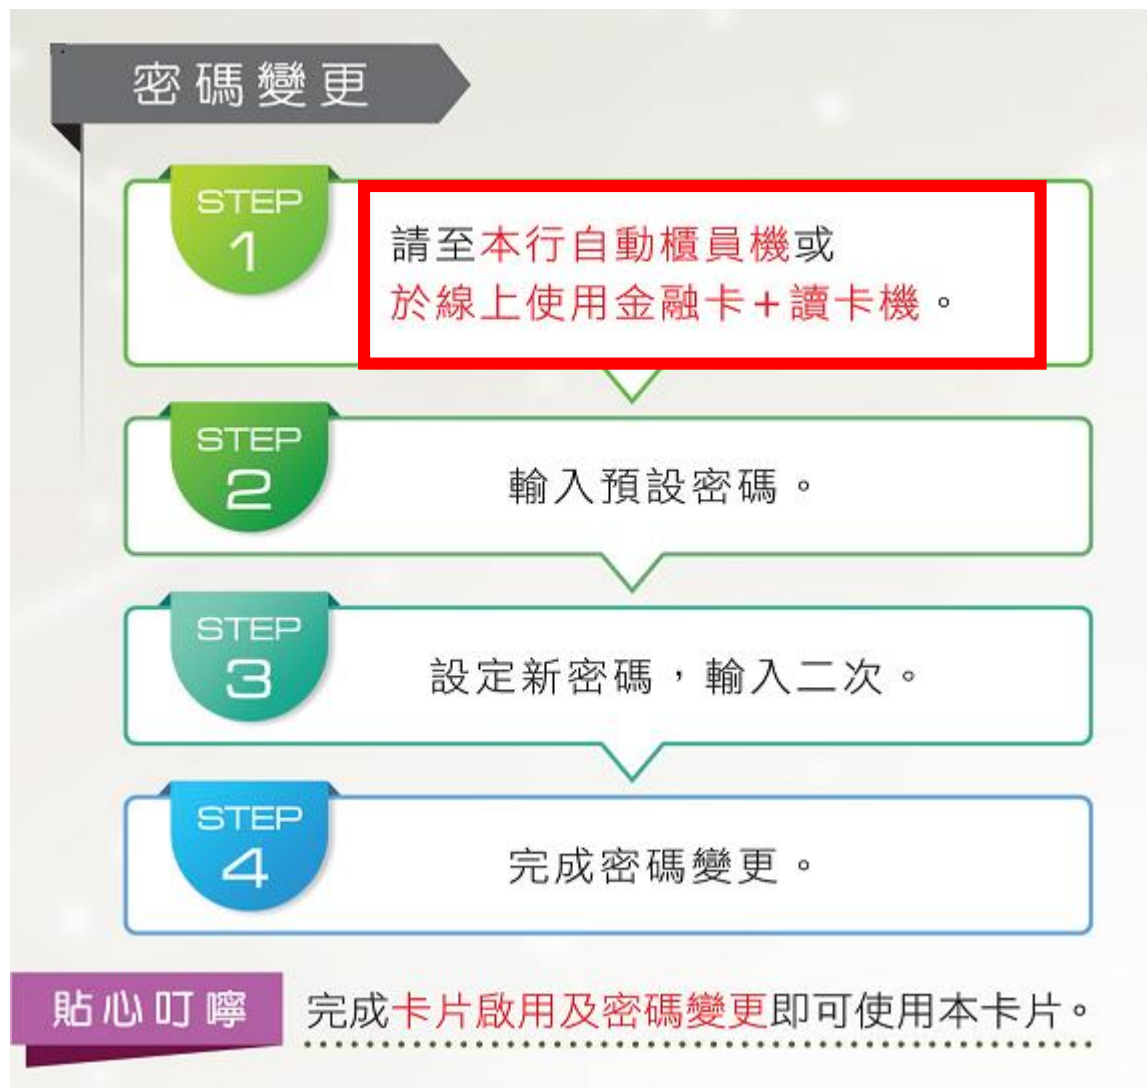 密碼變更
STEP
1
請至本行自動櫃員機或
於線上使用金融卡+讀卡機。
STEP
2
輸入預設密碼。
STEP
3
設定新密碼，輸入二次。
STEP
4
完成密碼變更。
貼心叮嚀
完成卡片啟用及密碼變更即可使用本卡片。